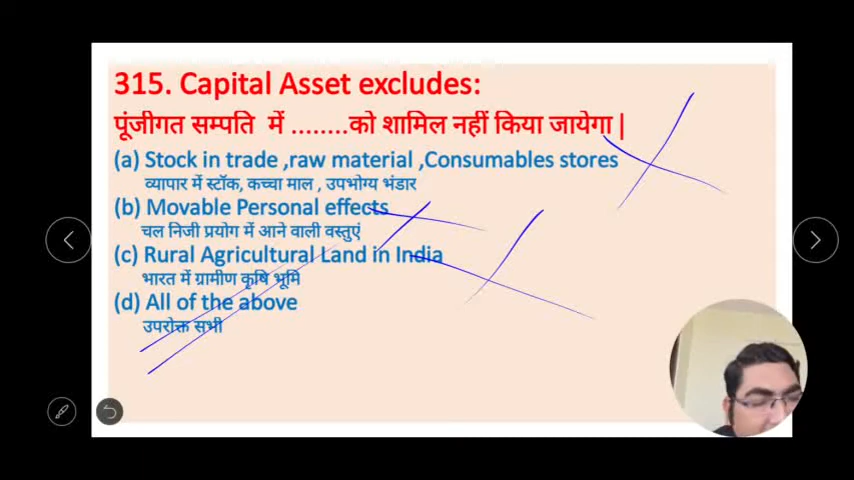 315. Capital Asset excludes:
पूंजीगत सम्पति में ........को शामिल नहीं किया जायेगा |
(a) Stock in trade ,raw material ,Consumables stores
व्यापार में स्टॉक, कच्चा माल , उपभोग्य भंडार
(b) Movable Personal effects
चल निजी प्रयोग में आने वाली वस्तुएं
(c) Rural Agricultural Land in India
भारत में ग्रामीण कृषि भूमि
(d) All of the above
उपरोक्त सभी